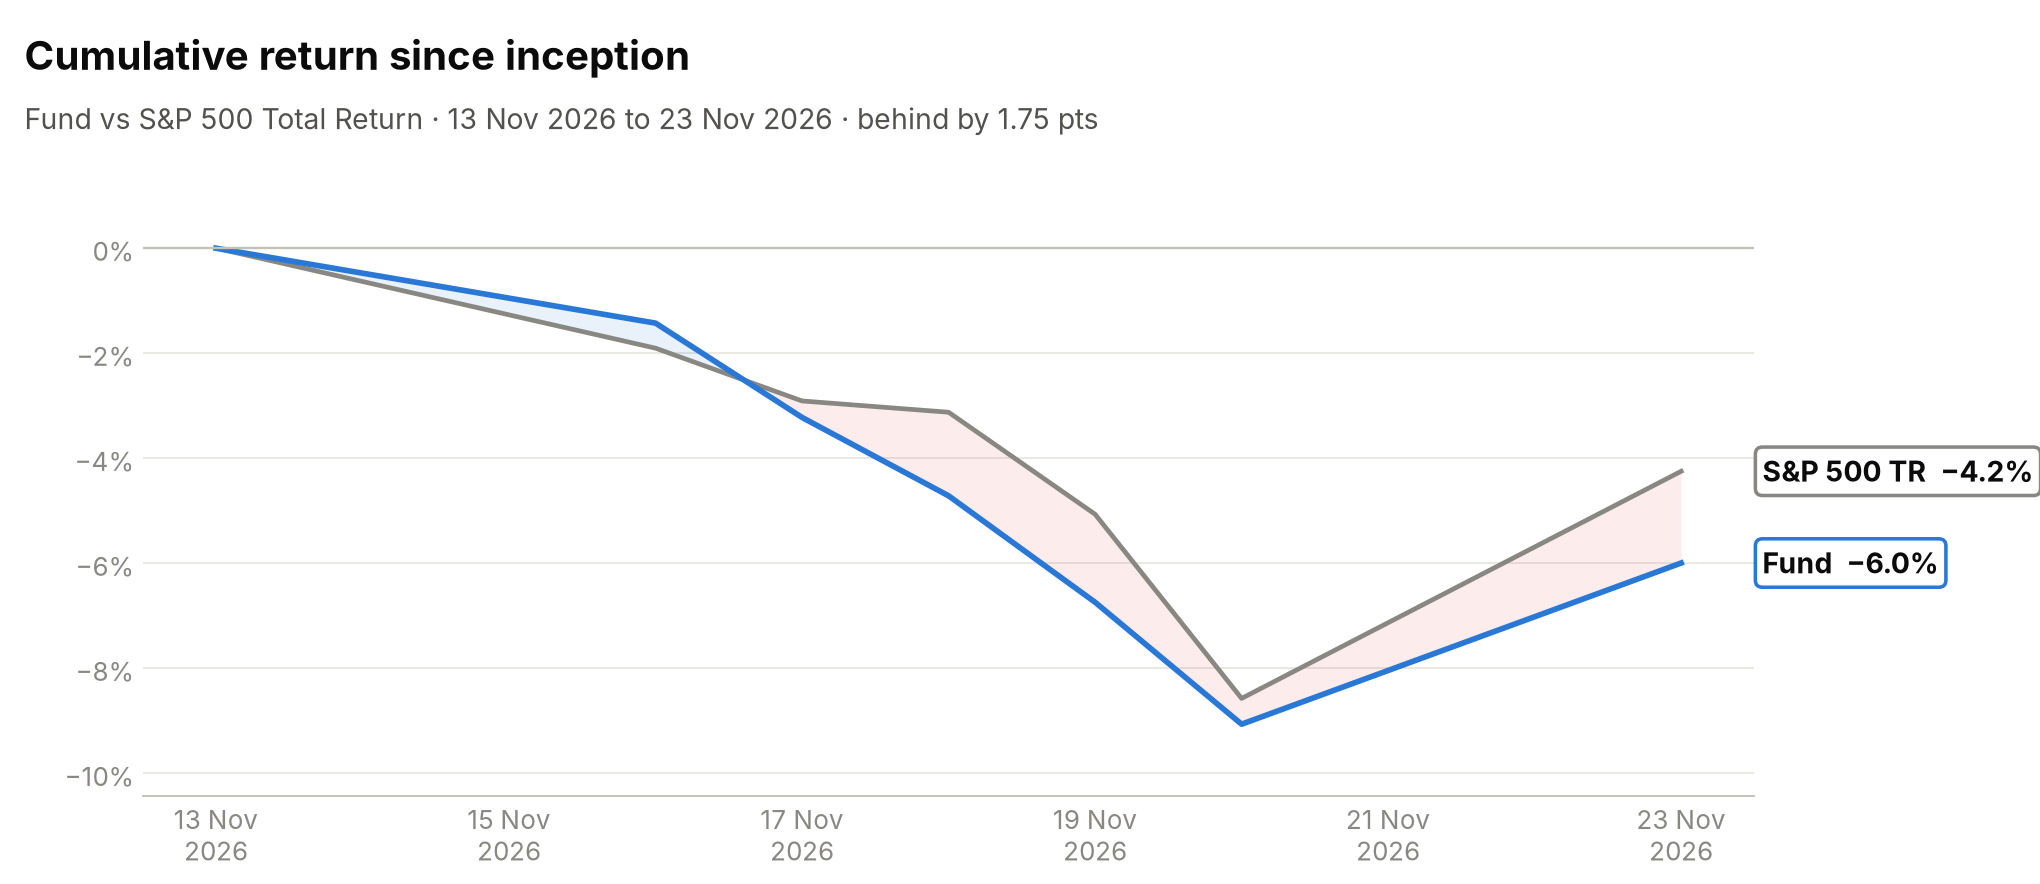 Cumulative return since inception
Fund vs S&P 500 Total Return · 13 Nov 2026 to 23 Nov 2026 · behind by 1.75 pts
0%
−2%
−4%
−6%
−8%
−10%
S&P 500 TR −4.2%
Fund −6.0%
13 Nov
2026
15 Nov
2026
17 Nov
2026
19 Nov
2026
21 Nov
2026
23 Nov
2026